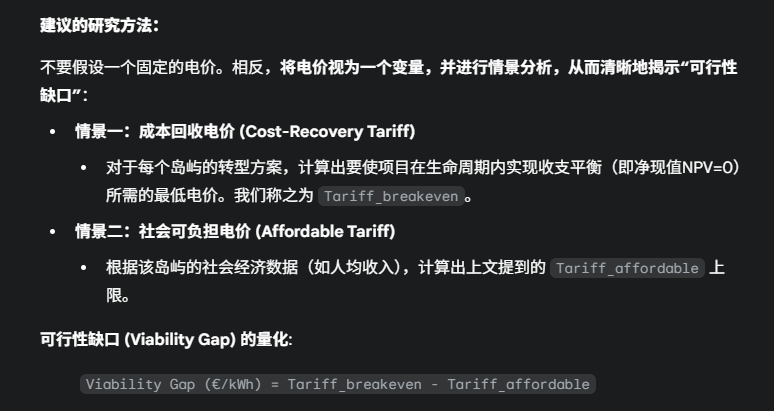 建议的研究方法：
不要假设一个固定的电价。相反，将电价视为一个变量，并进行情景分析，从而清晰地揭示“可行性
缺口”：
• 情景一：成本回收电价 (Cost-Recovery Tariff)
• 对于每个岛屿的转型方案，计算出要使项目在生命周期内实现收支平衡（即净现值NPV=0）
所需的最低电价。我们称之为 Tariff_breakeven。
• 情景二：社会可负担电价 (Affordable Tariff)
• 根据该岛屿的社会经济数据（如人均收入），计算出上文提到的 Tariff_affordable 上
限。
可行性缺口 (Viability Gap) 的量化:
Viability Gap (€/kWh) = Tariff_breakeven - Tariff_affordable